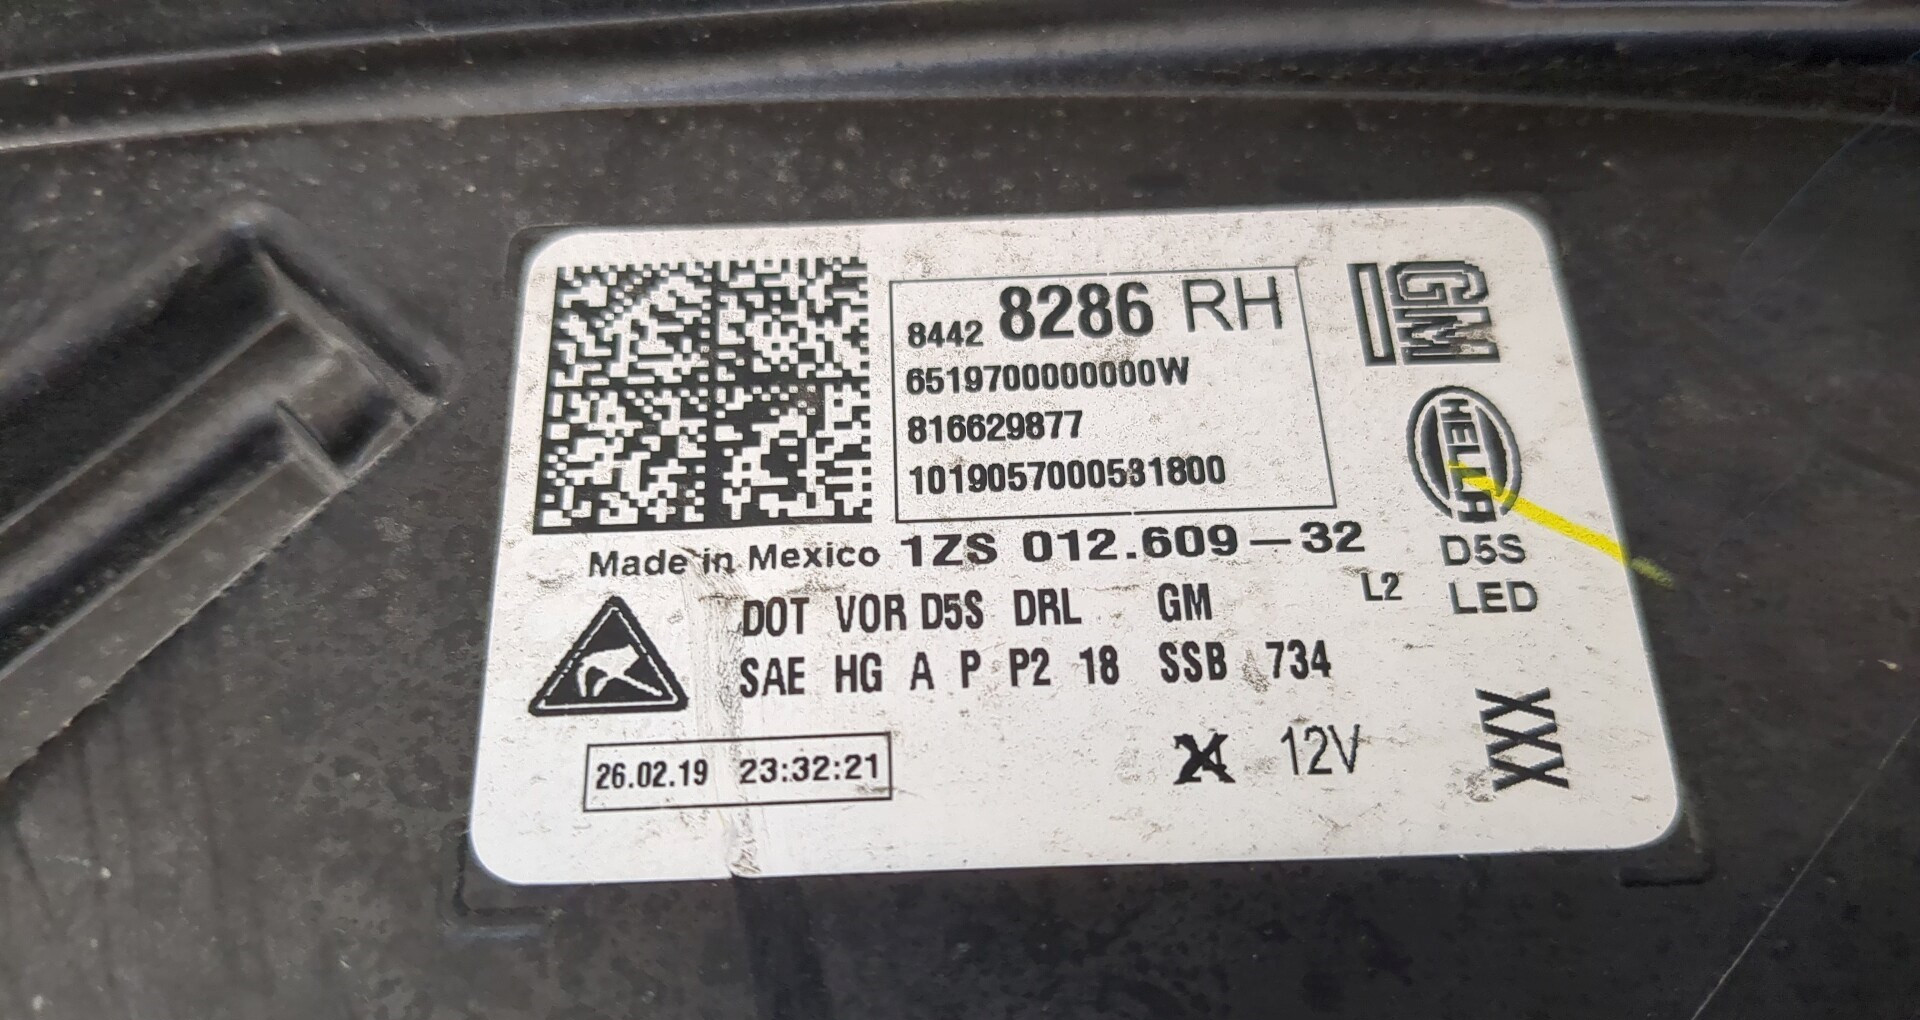 8442 8286 RH
6519700000000W
816629877
1019057000531800
GM
HELLA
Made in Mexico 1ZS 012.609-32
D5S
L2 LED
DOT VOR D5S DRL GM
SAE HG A P P2 18 SSB 734
26.02.19 23:32:21
12V
XXX